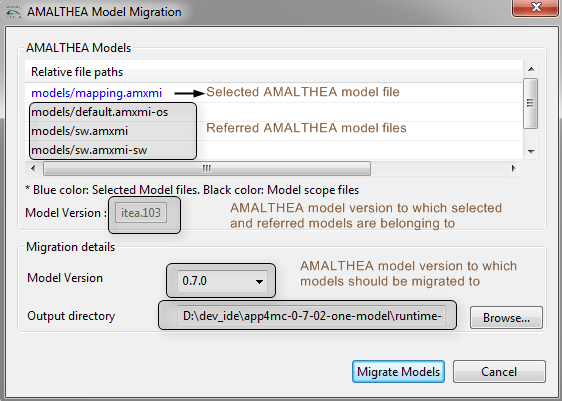 AMALTHEA Model Migration
AMALTHEA Models
Relative file paths
models/mapping.amxmi Selected AMALTHEA model file
models/default.amxmi-os
models/sw.amxmi Referred AMALTHEA model files
models/sw.amxmi-sw
* Blue color: Selected Model files. Black color: Model scope files
Model Version : itea.103 AMALTHEA model version to which selected
and referred models are belonging to
Migration details
Model Version 0.7.0 AMALTHEA model version to which
models should be migrated to
Output directory D:\dev_ide\app4mc-0-7-02-one-model\runtime- Browse...
Migrate Models Cancel